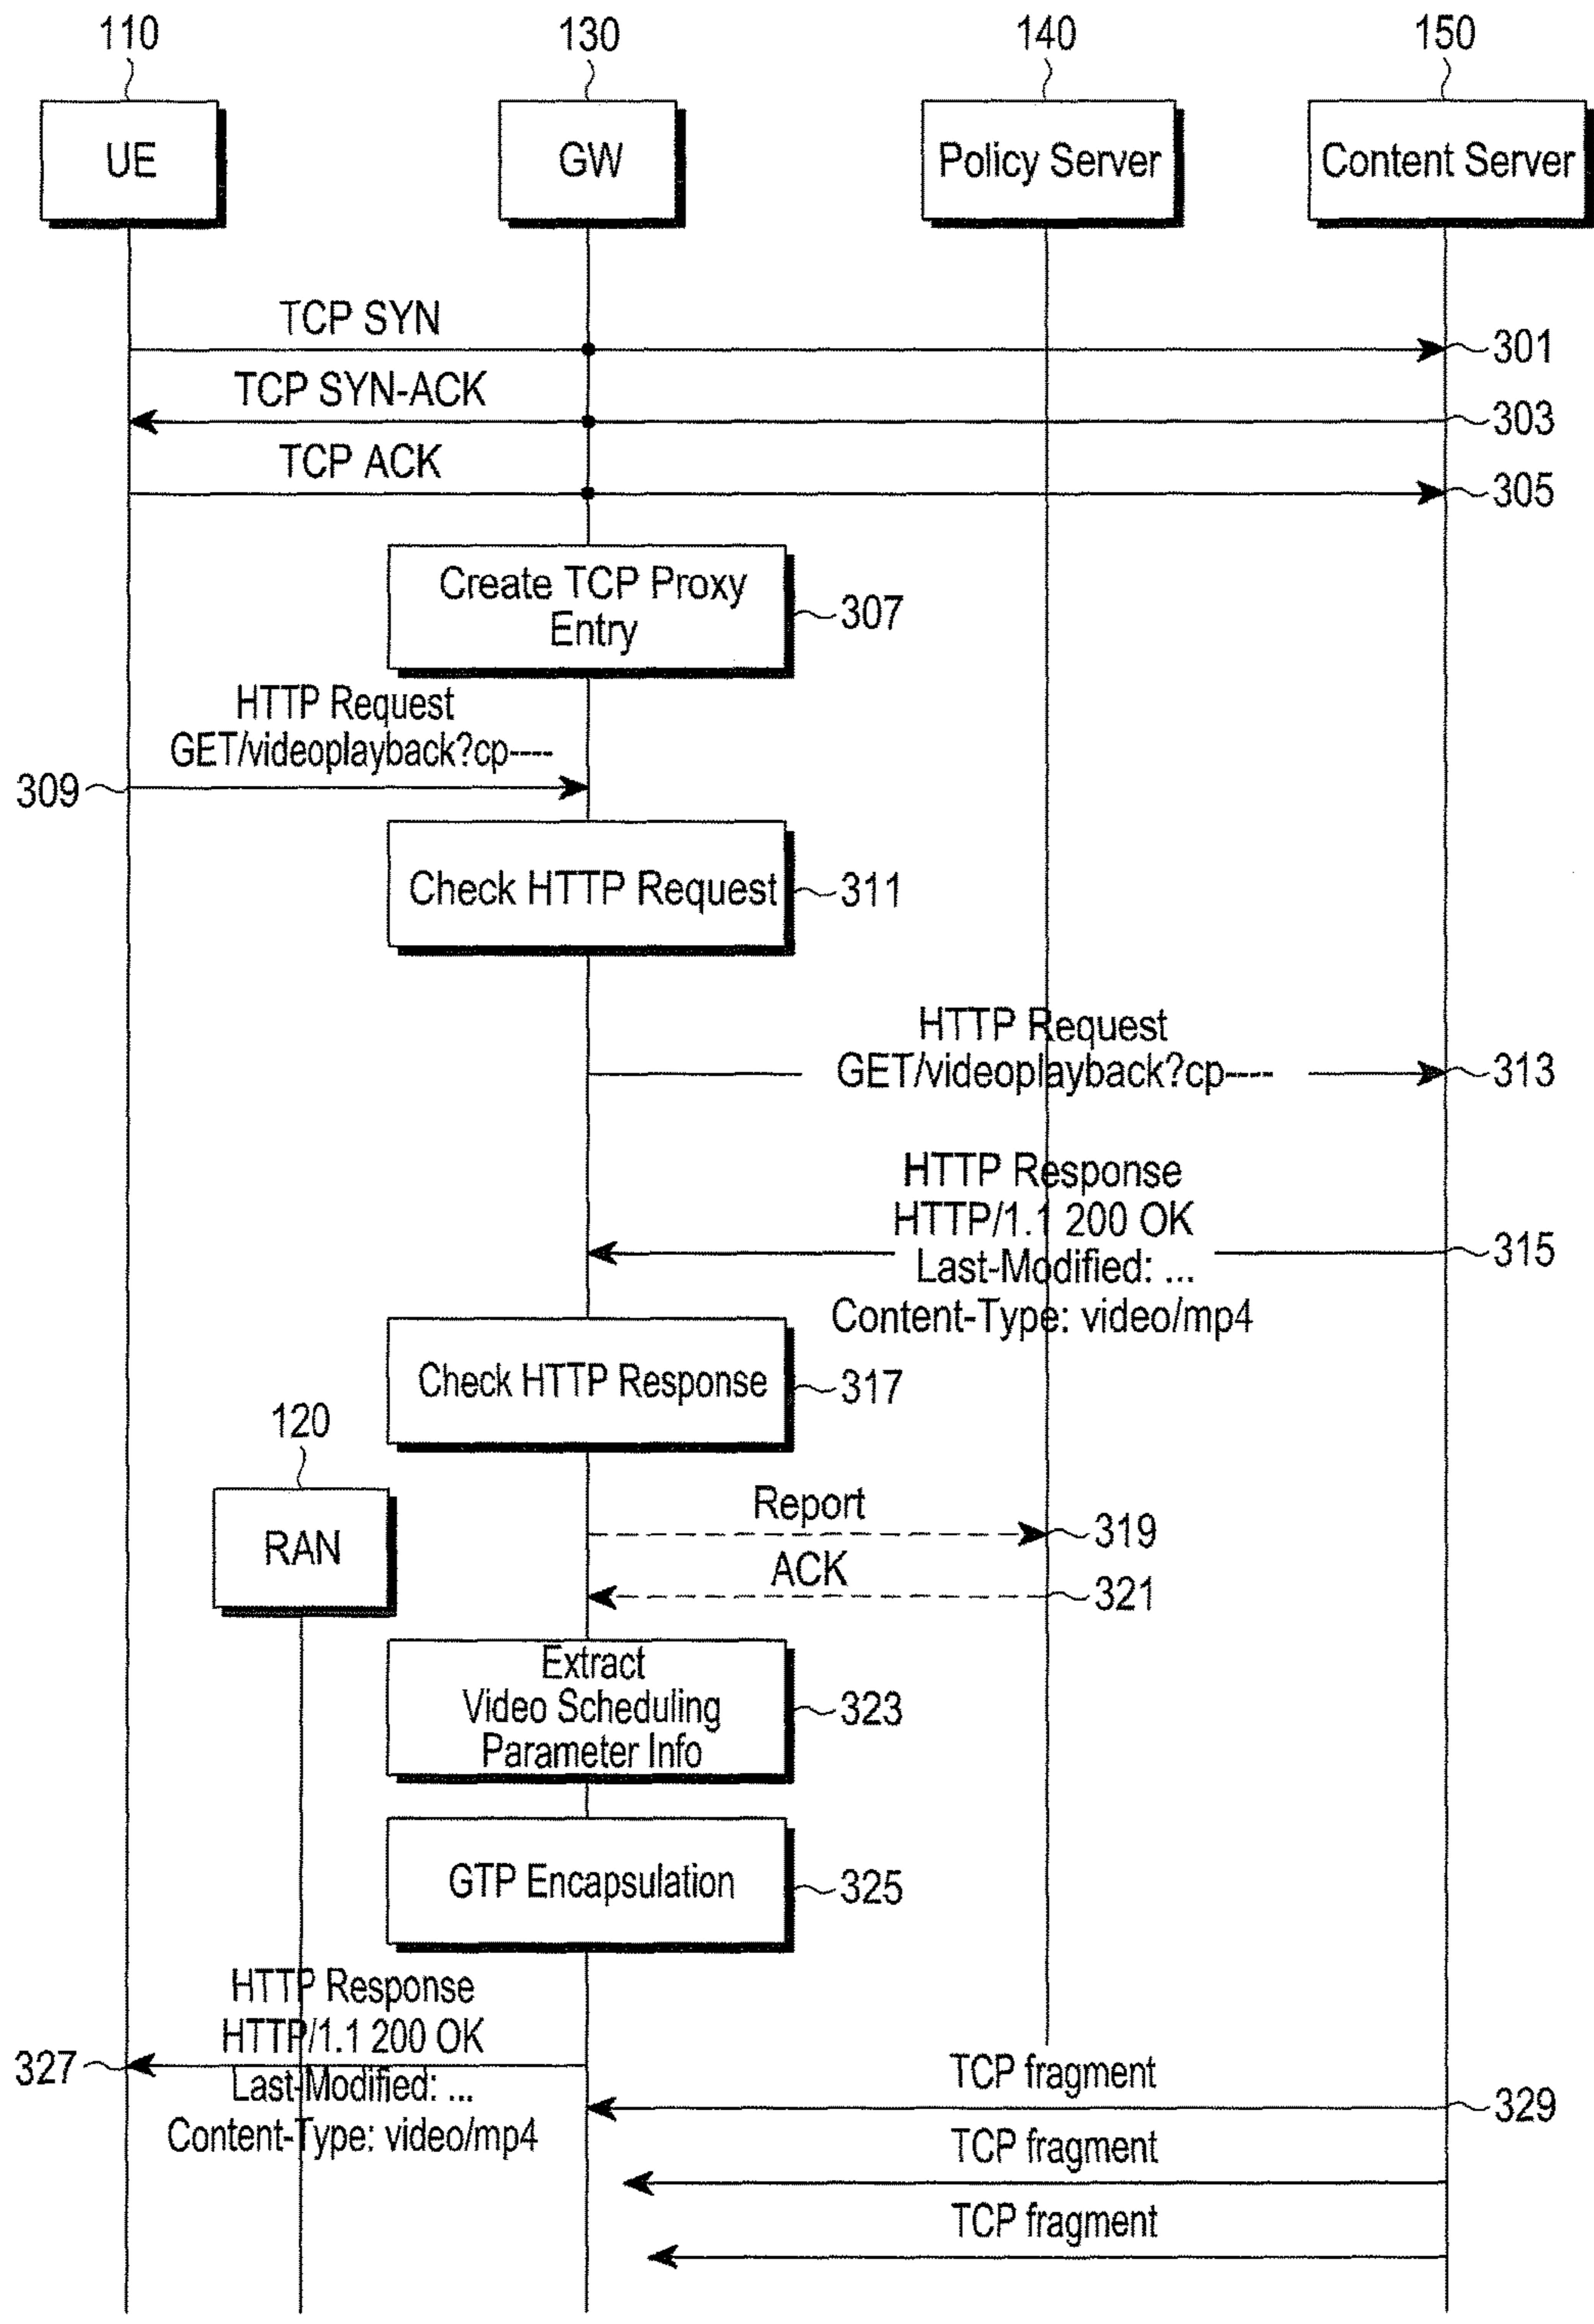 110
130
140
150
UE
GW
Policy Server
Content Server
TCP SYN
301
TCP SYN-ACK
303
TCP ACK
305
Create TCP Proxy
Entry
307
HTTP Request
GET/videoplayback?cp----
309
Check HTTP Request
311
HTTP Request
GET/videoplayback?cp----
313
HTTP Response
HTTP/1.1 200 OK
Last-Modified: ...
Content-Type: video/mp4
315
Check HTTP Response
317
120
RAN
Report
319
ACK
321
Extract
Video Scheduling
Parameter Info
323
GTP Encapsulation
325
HTTP Response
HTTP/1.1 200 OK
Last-Modified: ...
Content-Type: video/mp4
327
TCP fragment
329
TCP fragment
TCP fragment